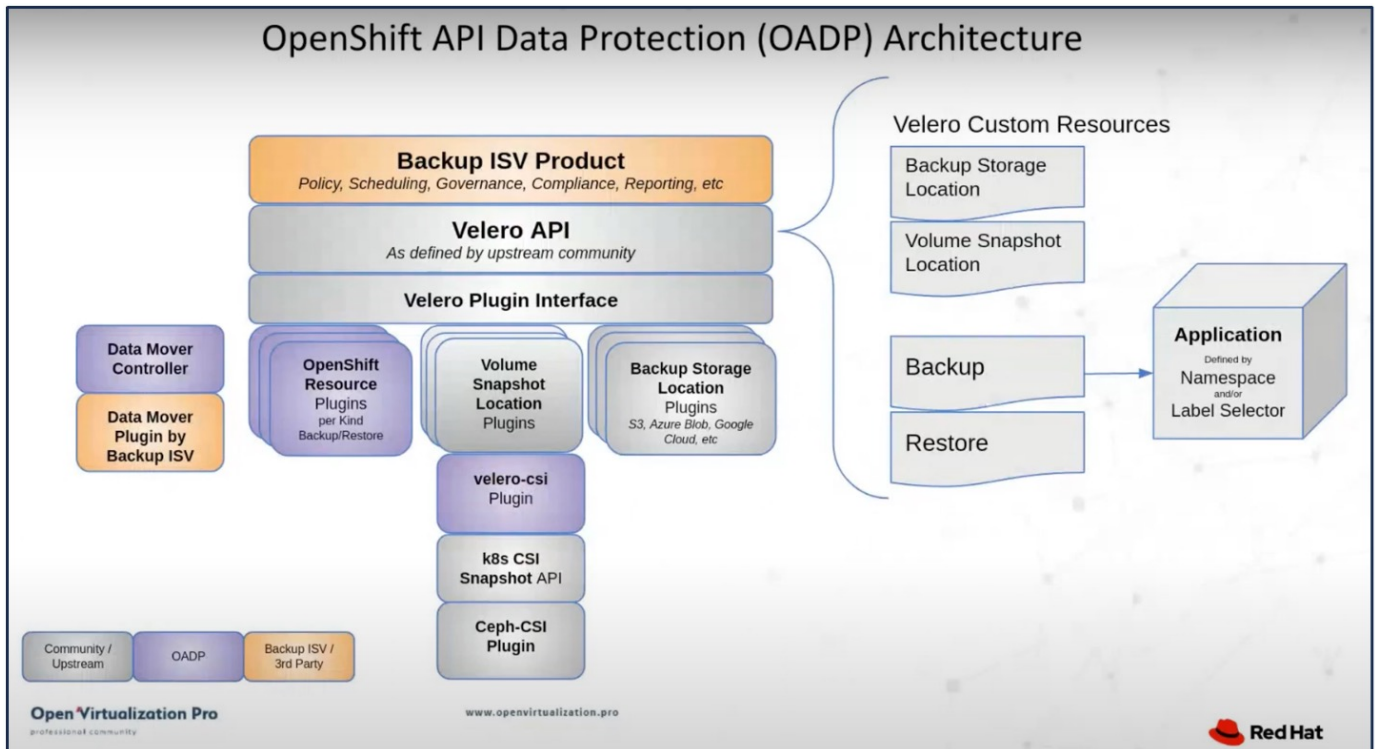 OpenShift API Data Protection (OADP) Architecture
Backup ISV Product
Policy, Scheduling, Governance, Compliance, Reporting, etc
Velero API
As defined by upstream community
Velero Plugin Interface
Data Mover
Controller
Data Mover
Plugin by
Backup ISV
OpenShift
Resource
Plugins
per Kind
Backup/Restore
Volume
Snapshot
Location
Plugins
Backup Storage
Location
Plugins
S3, Azure Blob, Google
Cloud, etc
velero-csi
Plugin
k8s CSI
Snapshot API
Ceph-CSI
Plugin
Velero Custom Resources
Backup Storage
Location
Volume Snapshot
Location
Backup
Restore
Application
Defined by
Namespace
and/or
Label Selector
Community /
Upstream
OADP
Backup ISV /
3rd Party
Open Virtualization Pro
professional community
www.openvirtualization.pro
Red Hat